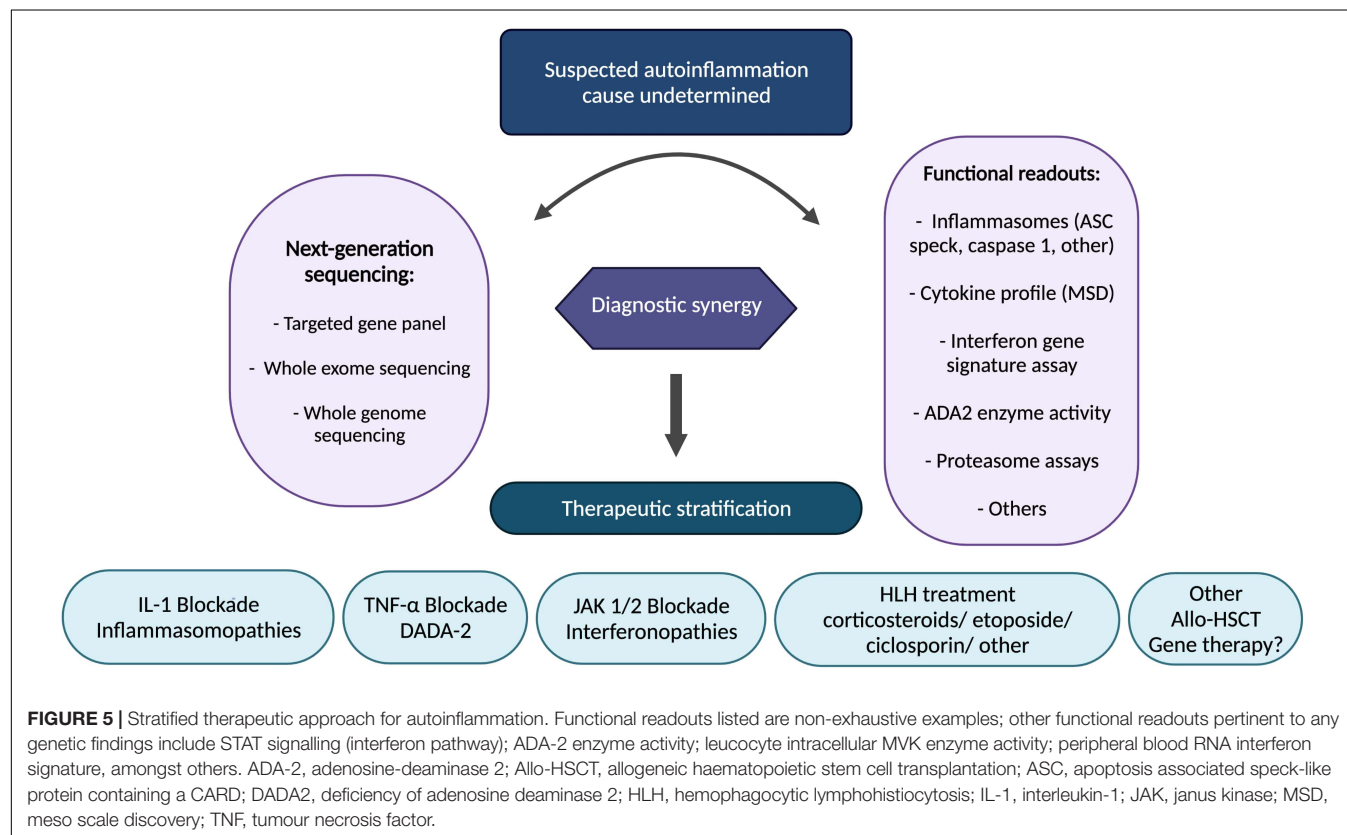 Suspected autoinflammation
cause undetermined
Next-generation
sequencing:
- Targeted gene panel
- Whole exome sequencing
- Whole genome
sequencing
Diagnostic synergy
Functional readouts:
- Inflammasomes (ASC
speck, caspase 1, other)
- Cytokine profile (MSD)
- Interferon gene
signature assay
- ADA2 enzyme activity
- Proteasome assays
- Others
Therapeutic stratification
IL-1 Blockade
Inflammasomopathies
TNF-α Blockade
DADA-2
JAK 1/2 Blockade
Interferonopathies
HLH treatment
corticosteroids/ etoposide/
ciclosporin/ other
Other
Allo-HSCT
Gene therapy?
FIGURE 5 | Stratified therapeutic approach for autoinflammation. Functional readouts listed are non-exhaustive examples; other functional readouts pertinent to any
genetic findings include STAT signalling (interferon pathway); ADA-2 enzyme activity; leucocyte intracellular MVK enzyme activity; peripheral blood RNA interferon
signature, amongst others. ADA-2, adenosine-deaminase 2; Allo-HSCT, allogeneic haematopoietic stem cell transplantation; ASC, apoptosis associated speck-like
protein containing a CARD; DADA2, deficiency of adenosine deaminase 2; HLH, hemophagocytic lymphohistiocytosis; IL-1, interleukin-1; JAK, janus kinase; MSD,
meso scale discovery; TNF, tumour necrosis factor.